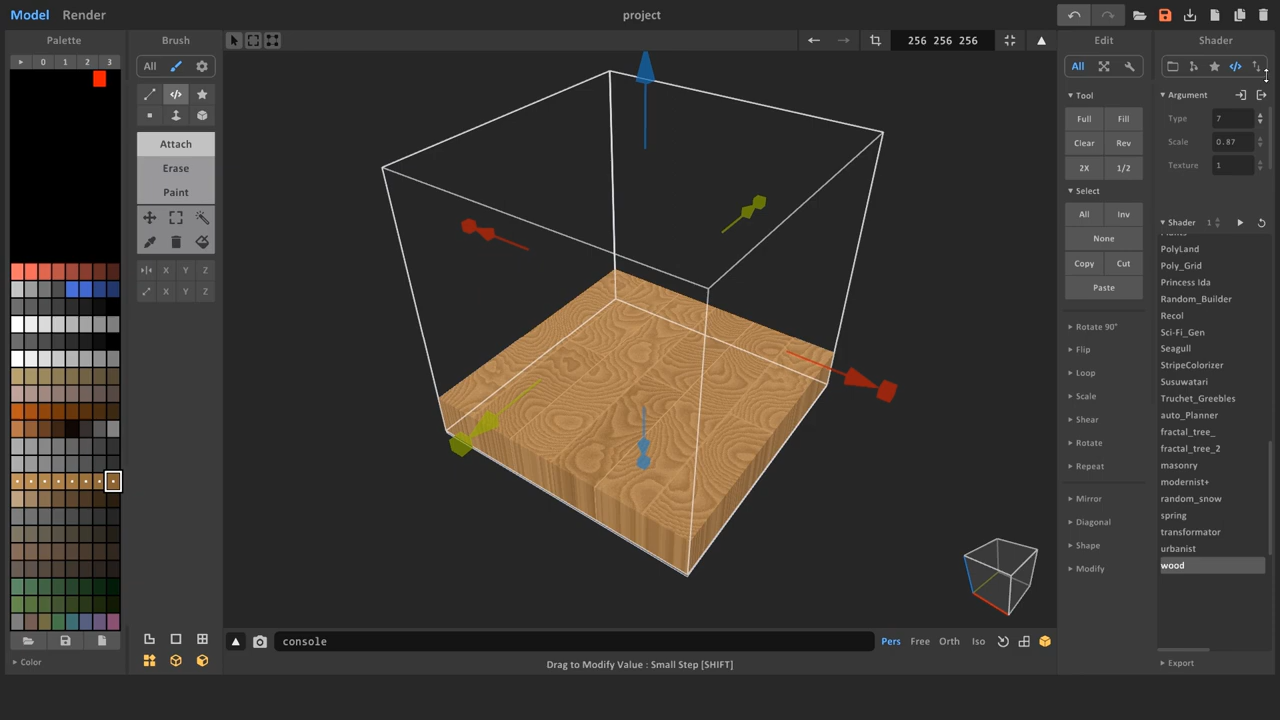 Model Render project
Palette Brush 256 256 256 Edit Shader
0 1 2 3 All All
Tool Argument
Full Fill Type 7
Clear Rev Scale 0.87
2X 1/2 Texture 1
Attach
Erase
Paint
Select
All Inv Shader 1
None
Copy Cut
Paste
X Y Z
X Y Z
PolyLand
Poly_Grid
Princess Ida
Random_Builder
Recol
Sci-Fi_Gen
Seagull
StripeColorizer
Susuwatari
Truchet_Greebles
auto_Planner
fractal_tree_
fractal_tree_2
masonry
modernist+
random_snow
spring
transformator
urbanist
wood
Rotate 90°
Flip
Loop
Scale
Shear
Rotate
Repeat
Mirror
Diagonal
Shape
Modify
console Pers Free Orth Iso
Color Drag to Modify Value : Small Step [SHIFT] Export